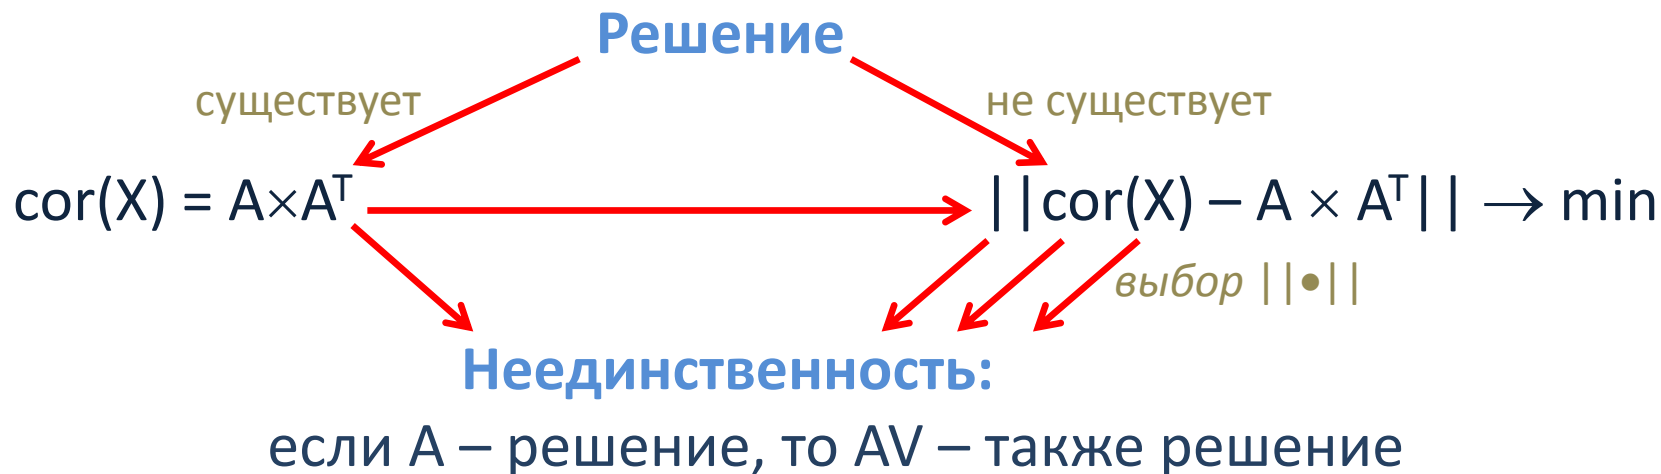 Решение
существует
не существует
cor(X) = A×Aᵀ
||cor(X) – A × Aᵀ|| → min
выбор ||•||
Неединственность:
если A – решение, то AV – также решение